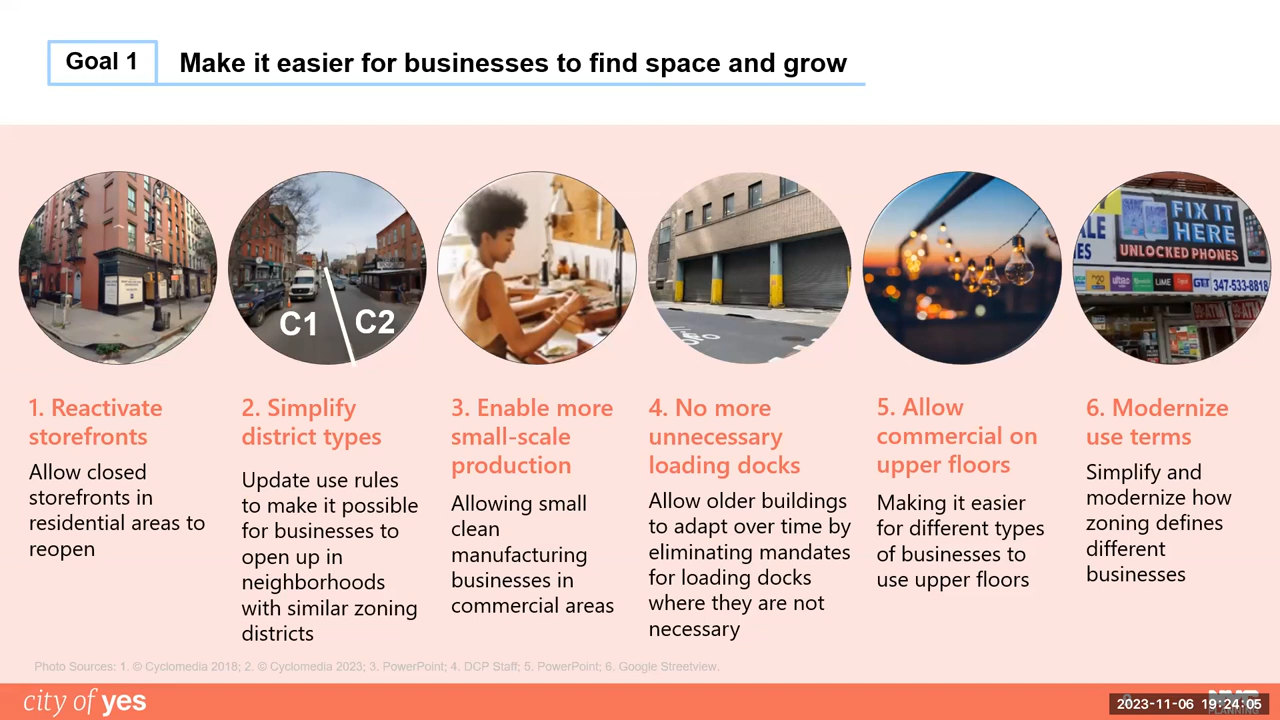 Goal 1
Make it easier for businesses to find space and grow
C1
C2
FIX IT
HERE
UNLOCKED PHONES
LIME
GET
347-533-8818
1. Reactivate
storefronts
Allow closed
storefronts in
residential areas to
reopen
2. Simplify
district types
Update use rules
to make it possible
for businesses to
open up in
neighborhoods
with similar zoning
districts
3. Enable more
small-scale
production
Allowing small
clean
manufacturing
businesses in
commercial areas
4. No more
unnecessary
loading docks
Allow older buildings
to adapt over time by
eliminating mandates
for loading docks
where they are not
necessary
5. Allow
commercial on
upper floors
Making it easier
for different types
of businesses to
use upper floors
6. Modernize
use terms
Simplify and
modernize how
zoning defines
different
businesses
Photo Sources: 1. © Cyclomedia 2018; 2. © Cyclomedia 2023; 3. PowerPoint; 4. DCP Staff; 5. PowerPoint; 6. Google Streetview.
city of yes
2023-11-06 19:24:05